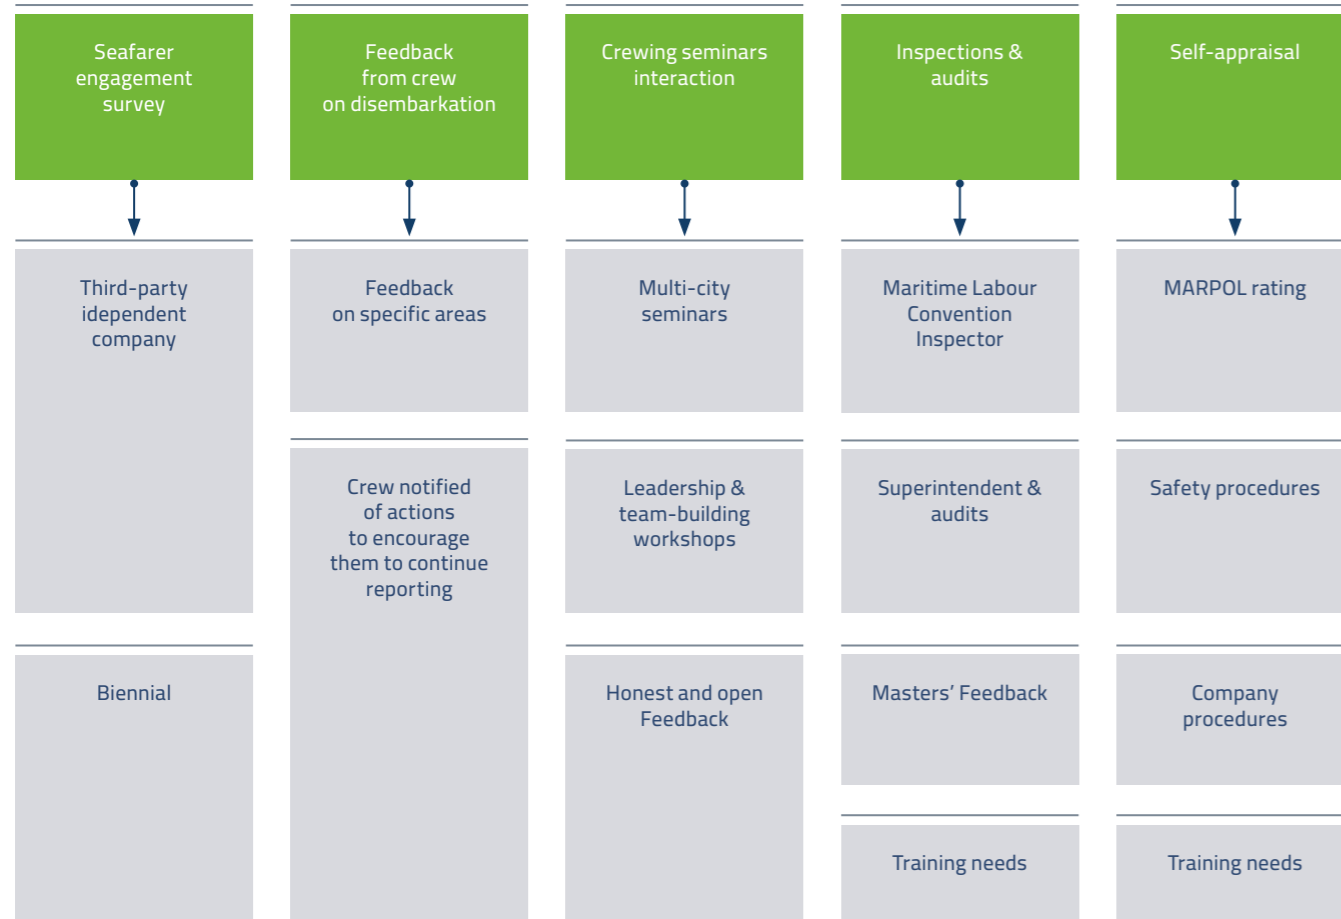 Seafarer
engagement
survey
Feedback
from crew
on disembarkation
Crewing seminars
interaction
Inspections &
audits
Self-appraisal
Third-party
idependent
company
Feedback
on specific areas
Multi-city
seminars
Maritime Labour
Convention
Inspector
MARPOL rating
Crew notified
of actions
to encourage
them to continue
reporting
Leadership &
team-building
workshops
Superintendent &
audits
Safety procedures
Biennial
Honest and open
Feedback
Masters’ Feedback
Company
procedures
Training needs
Training needs